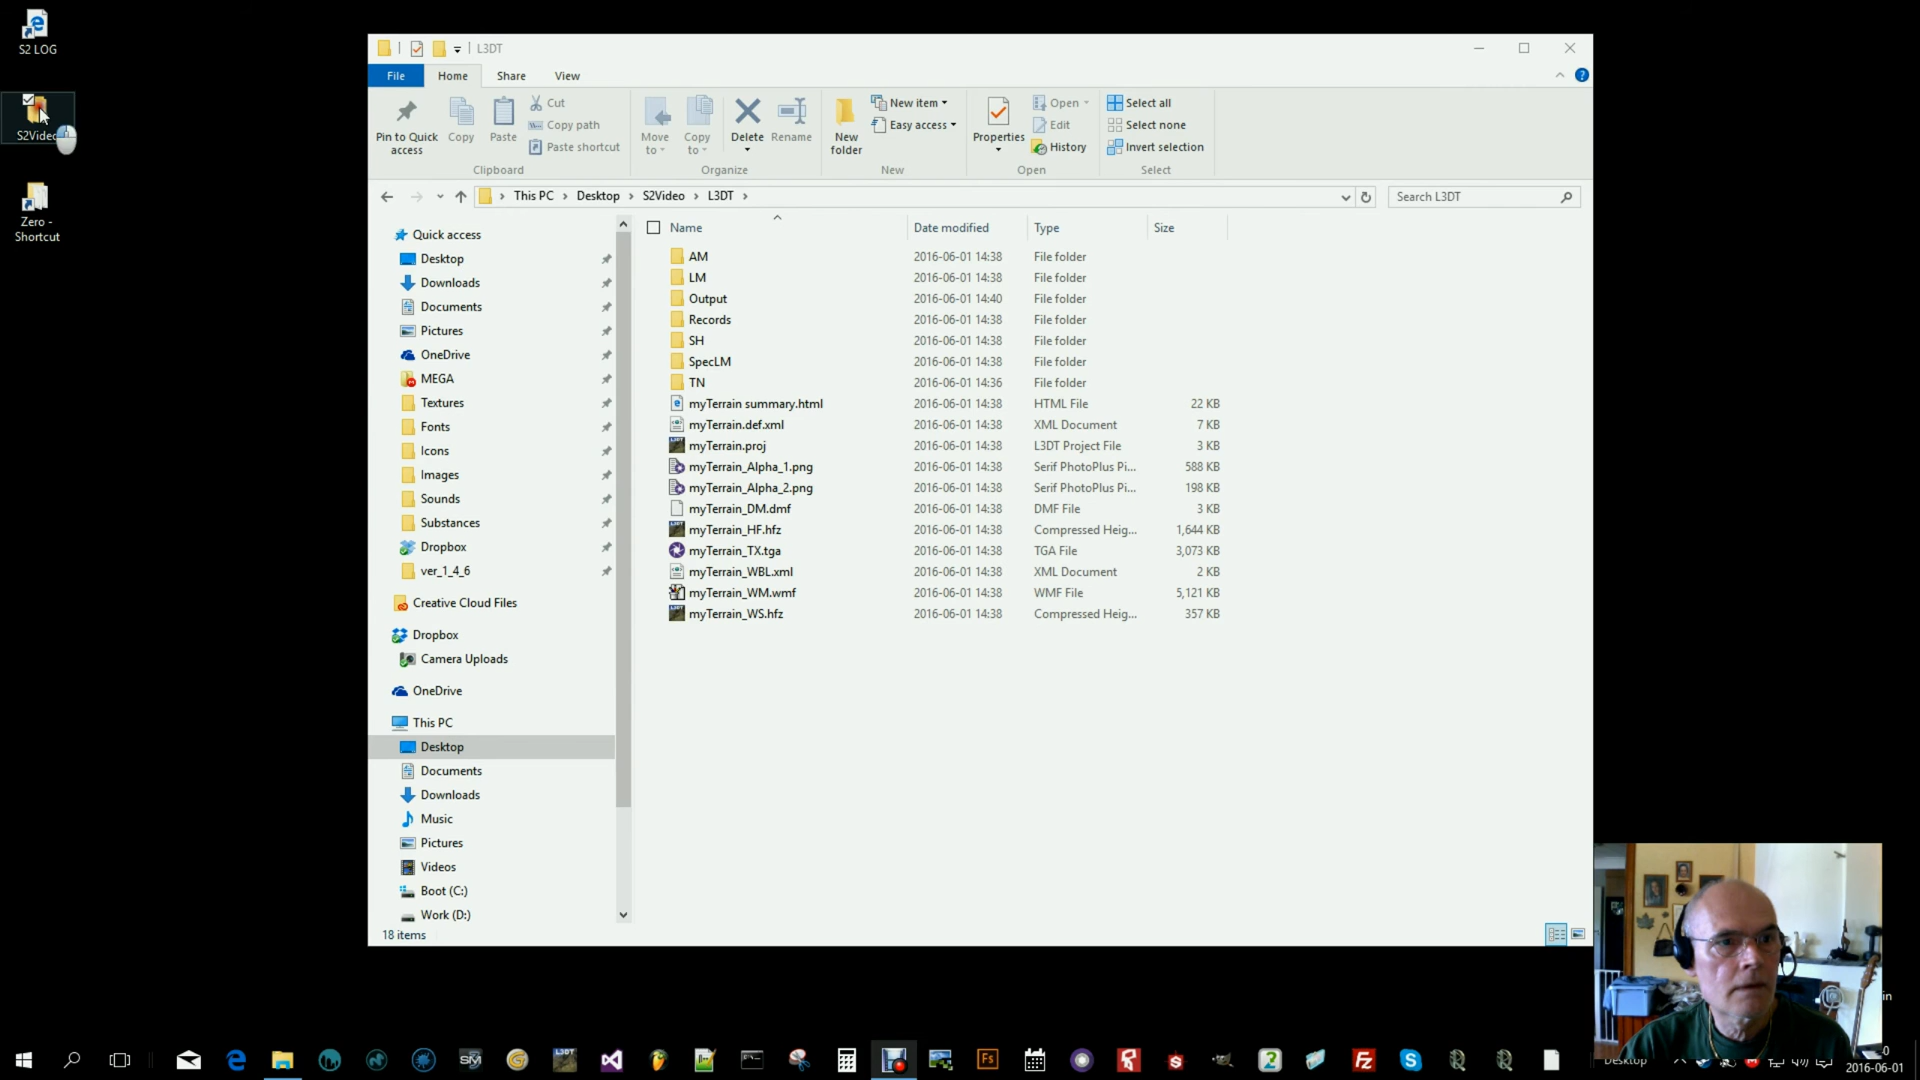 S2 LOG
S2Video
Zero -
Shortcut
L3DT
File
Home
Share
View
Pin to Quick
access
Copy
Paste
Cut
Copy path
Paste shortcut
Clipboard
Move
to
Copy
to
Delete
Rename
Organize
New
folder
New item
Easy access
New
Properties
Open
Edit
History
Open
Select all
Select none
Invert selection
Select
This PC > Desktop > S2Video > L3DT >
Search L3DT
Quick access
Desktop
Downloads
Documents
Pictures
OneDrive
MEGA
Textures
Fonts
Icons
Images
Sounds
Substances
Dropbox
ver_1_4_6
Creative Cloud Files
Dropbox
Camera Uploads
OneDrive
This PC
Desktop
Documents
Downloads
Music
Pictures
Videos
Boot (C:)
Work (D:)
Name Date modified Type Size
AM 2016-06-01 14:38 File folder
LM 2016-06-01 14:38 File folder
Output 2016-06-01 14:40 File folder
Records 2016-06-01 14:38 File folder
SH 2016-06-01 14:38 File folder
SpecLM 2016-06-01 14:38 File folder
TN 2016-06-01 14:36 File folder
myTerrain summary.html 2016-06-01 14:38 HTML File 22 KB
myTerrain.def.xml 2016-06-01 14:38 XML Document 7 KB
myTerrain.proj 2016-06-01 14:38 L3DT Project File 3 KB
myTerrain_Alpha_1.png 2016-06-01 14:38 Serif PhotoPlus Pi... 588 KB
myTerrain_Alpha_2.png 2016-06-01 14:38 Serif PhotoPlus Pi... 198 KB
myTerrain_DM.dmf 2016-06-01 14:38 DMF File 3 KB
myTerrain_HF.hfz 2016-06-01 14:38 Compressed Heig... 1,644 KB
myTerrain_TX.tga 2016-06-01 14:38 TGA File 3,073 KB
myTerrain_WBL.xml 2016-06-01 14:38 XML Document 2 KB
myTerrain_WM.wmf 2016-06-01 14:38 WMF File 5,121 KB
myTerrain_WS.hfz 2016-06-01 14:38 Compressed Heig... 357 KB
18 items
SM
L3DT
Fs
Fz
Desktop
2016-06-01